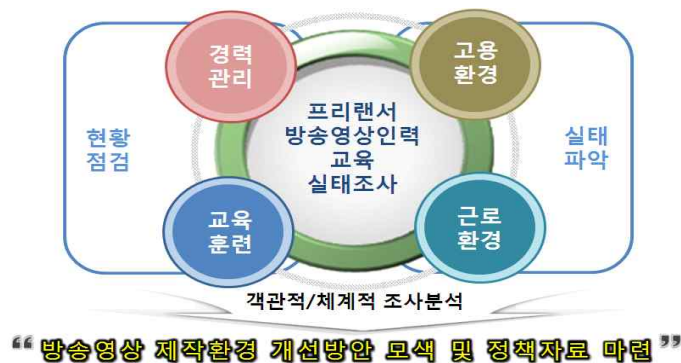 경력
관리
고용
환경
프리랜서
방송영상인력
교육
실태조사
현황
점검
실태
파악
교육
훈련
근로
환경
객관적/체계적 조사분석
“ 방송영상 제작환경 개선방안 모색 및 정책자료 마련 ”